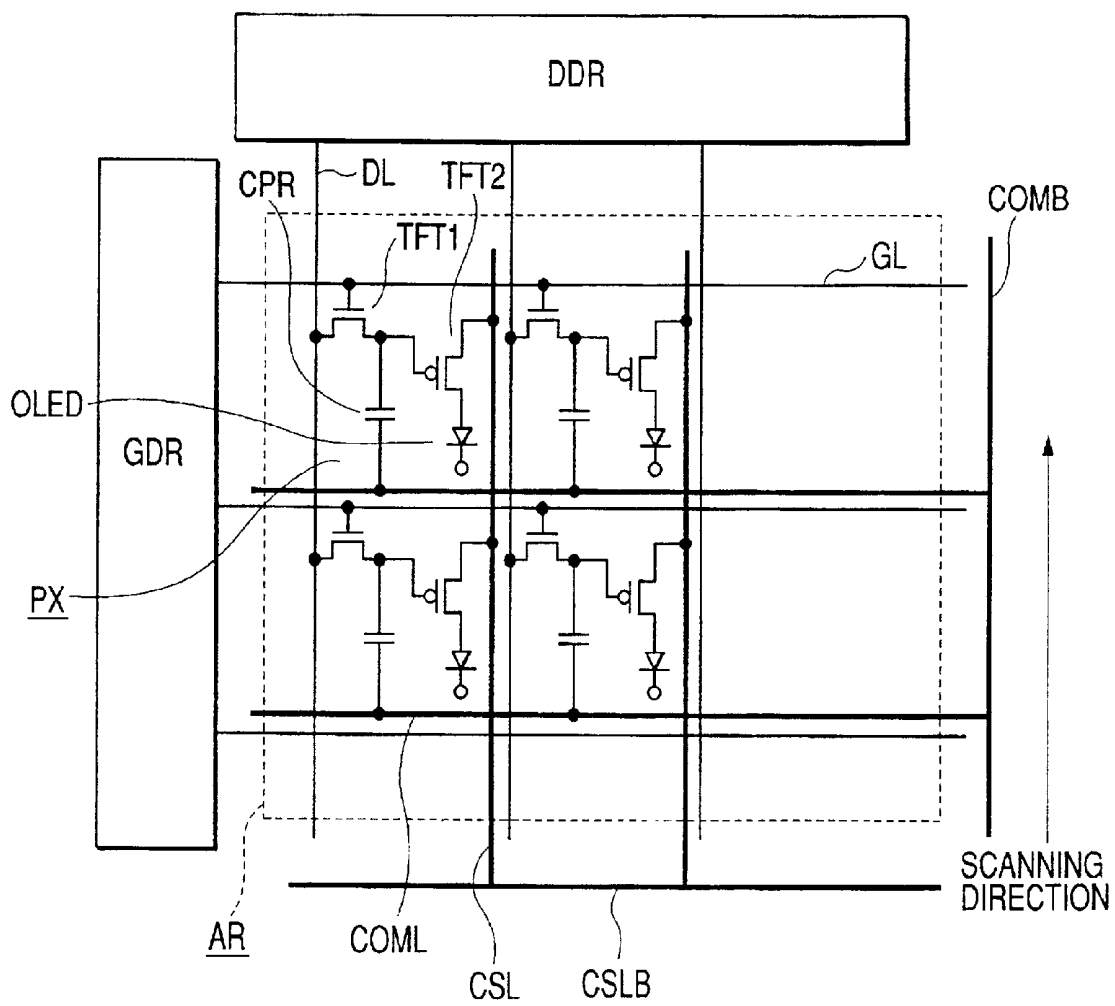 DDR
DL
TFT2
CPR
COMB
TFT1
GL
OLED
GDR
PX
SCANNING
DIRECTION
AR
COML
CSL
CSLB